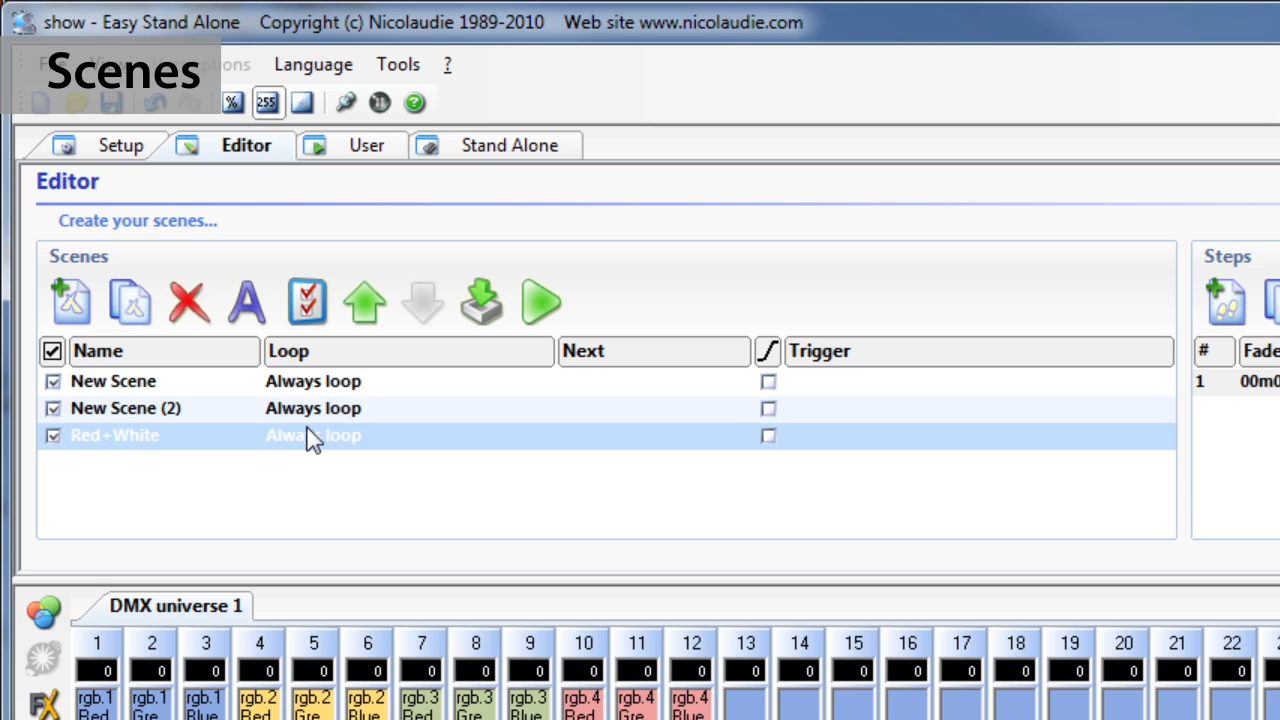 show - Easy Stand Alone Copyright (c) Nicolaudie 1989-2010 Web site www.nicolaudie.com
Scenes
Language Tools ?
% 255
Setup Editor User Stand Alone
Editor
Create your scenes...
Scenes Steps
Name Loop Next Trigger #
New Scene Always loop 1
New Scene (2) Always loop
Red+White Always loop
DMX universe 1
1 2 3 4 5 6 7 8 9 10 11 12 13 14 15 16 17 18 19 20 21 22
0 0 0 0 0 0 0 0 0 0 0 0 0 0 0 0 0 0 0 0 0 0
rgb.1 rgb.1 rgb.1 rgb.2 rgb.2 rgb.2 rgb.3 rgb.3 rgb.3 rgb.4 rgb.4 rgb.4
FX Red Gre Blue Red Gre Blue Red Gre Blue Red Gre Blue